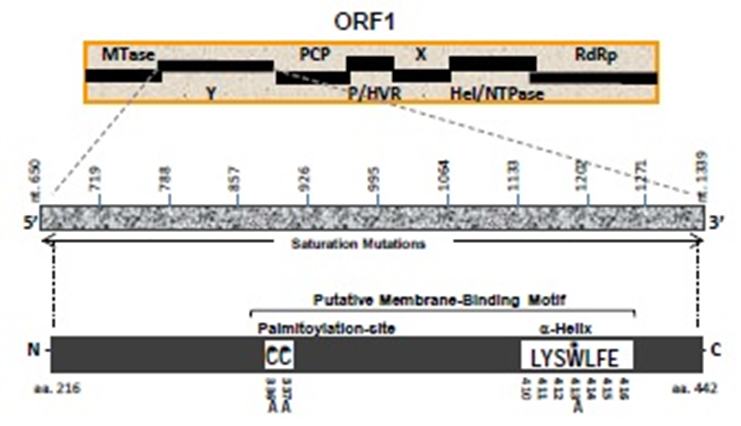 ORF1
MTase PCP X RdRp
Y P/HVR Hel/NTPase
nt. 650 719 788 857 926 995 1064 1133 1202 1271 nt. 1339
5' 3'
Saturation Mutations
Putative Membrane-Binding Motif
Palmitoylation-site α-Helix
N CC LYSWLFE C
aa. 216 336 337 410 411 412 413 414 415 416 aa. 442
A A A